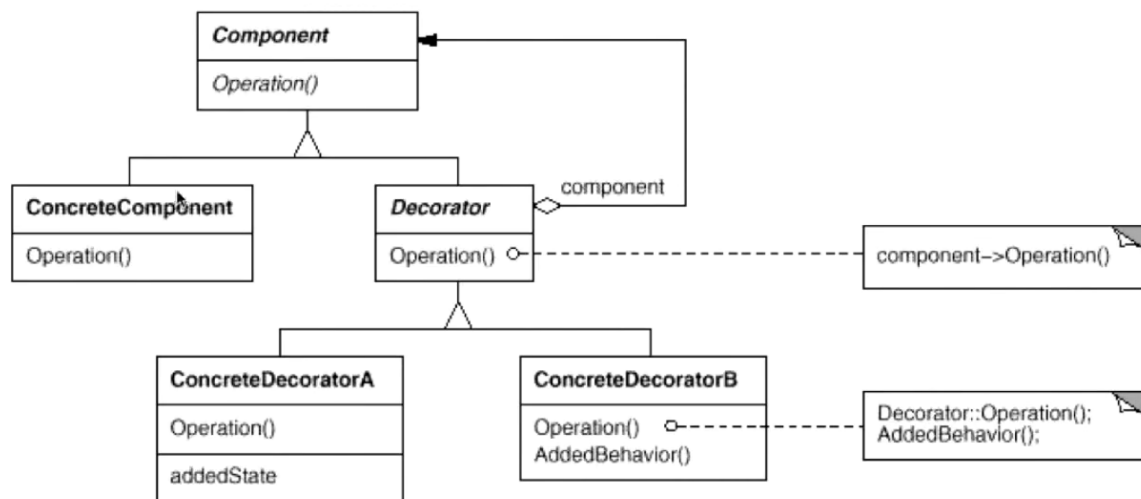 Component
Operation()
component
ConcreteComponent
Operation()
Decorator
Operation()
component->Operation()
ConcreteDecoratorA
Operation()
addedState
ConcreteDecoratorB
Operation()
AddedBehavior()
Decorator::Operation();
AddedBehavior();